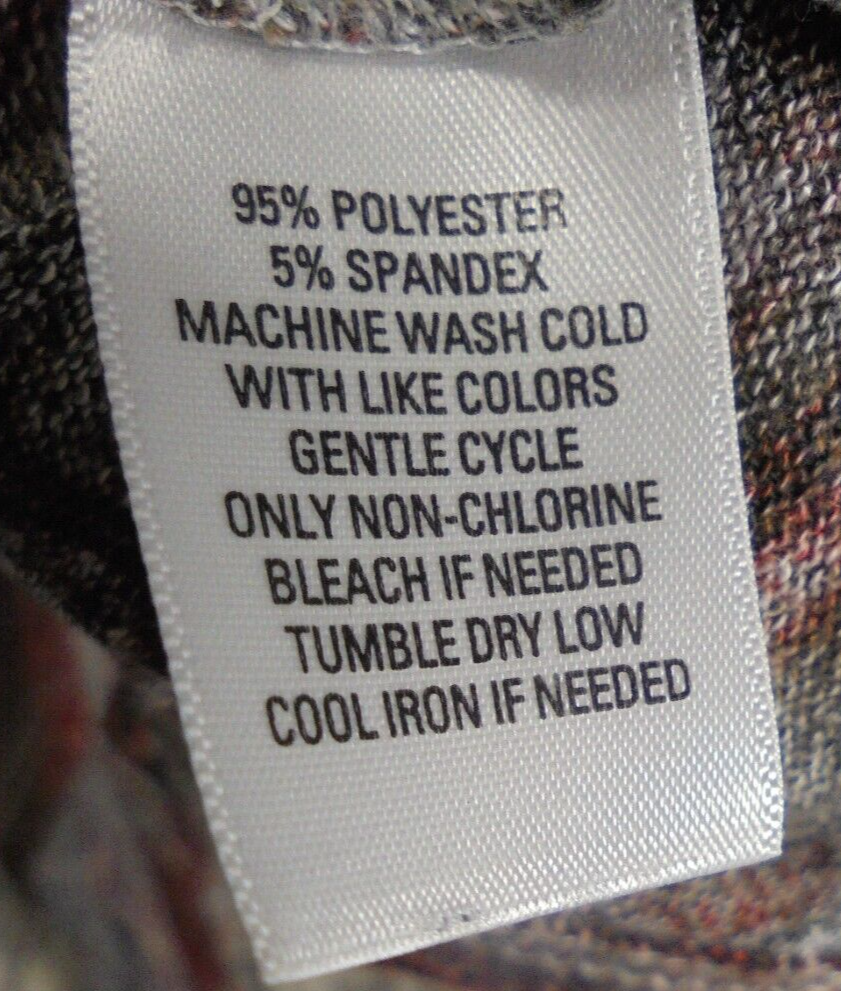 95% POLYESTER
5% SPANDEX
MACHINE WASH COLD
WITH LIKE COLORS
GENTLE CYCLE
ONLY NON-CHLORINE
BLEACH IF NEEDED
TUMBLE DRY LOW
COOL IRON IF NEEDED